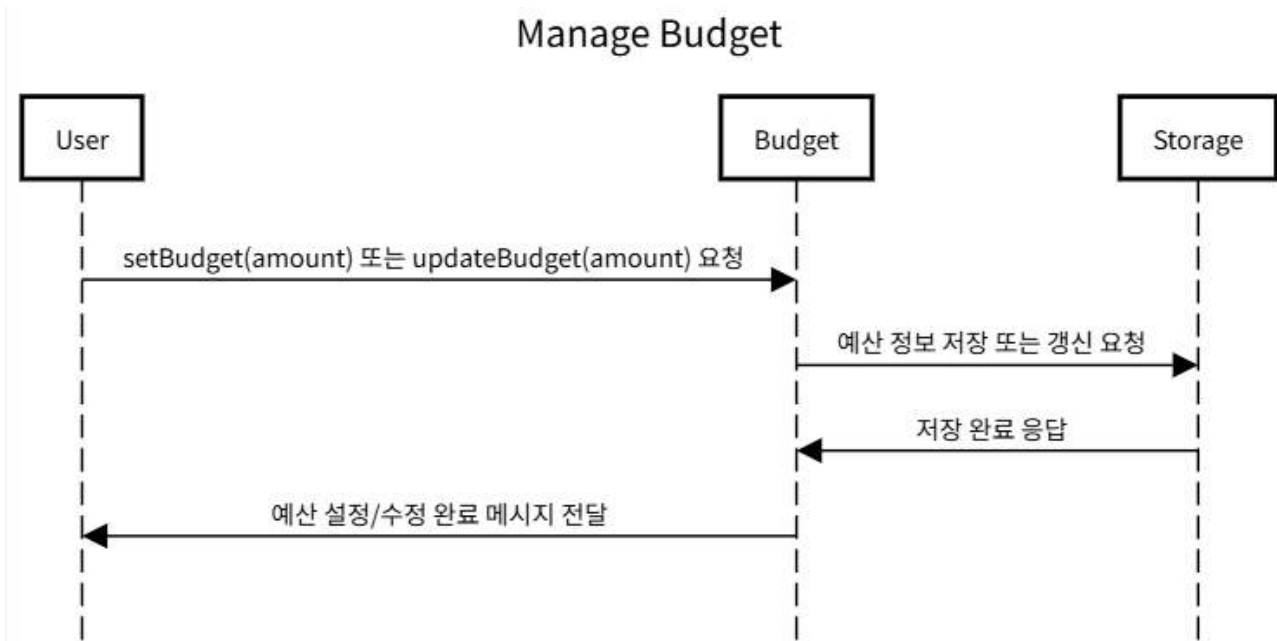 Manage Budget
User
Budget
Storage
setBudget(amount) 또는 updateBudget(amount) 요청
예산 정보 저장 또는 갱신 요청
저장 완료 응답
예산 설정/수정 완료 메시지 전달